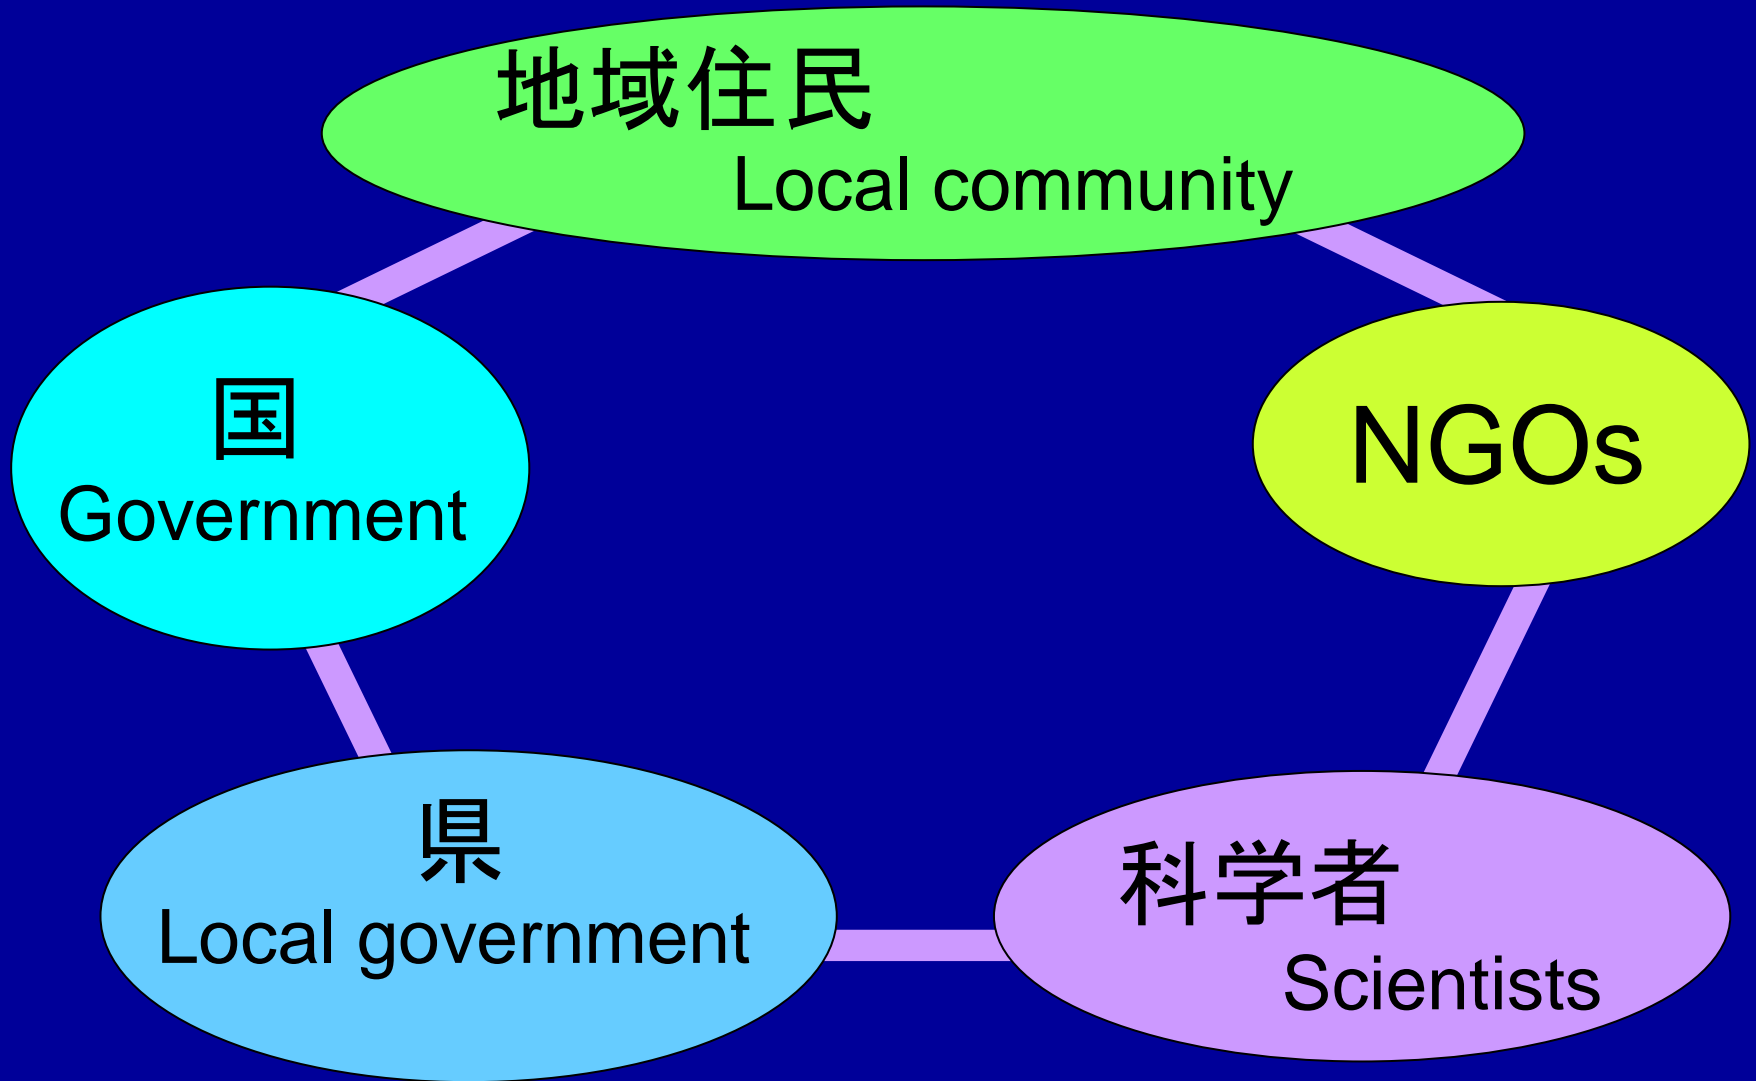 地域住民
Local community
国
Government
NGOs
県
Local government
科学者
Scientists